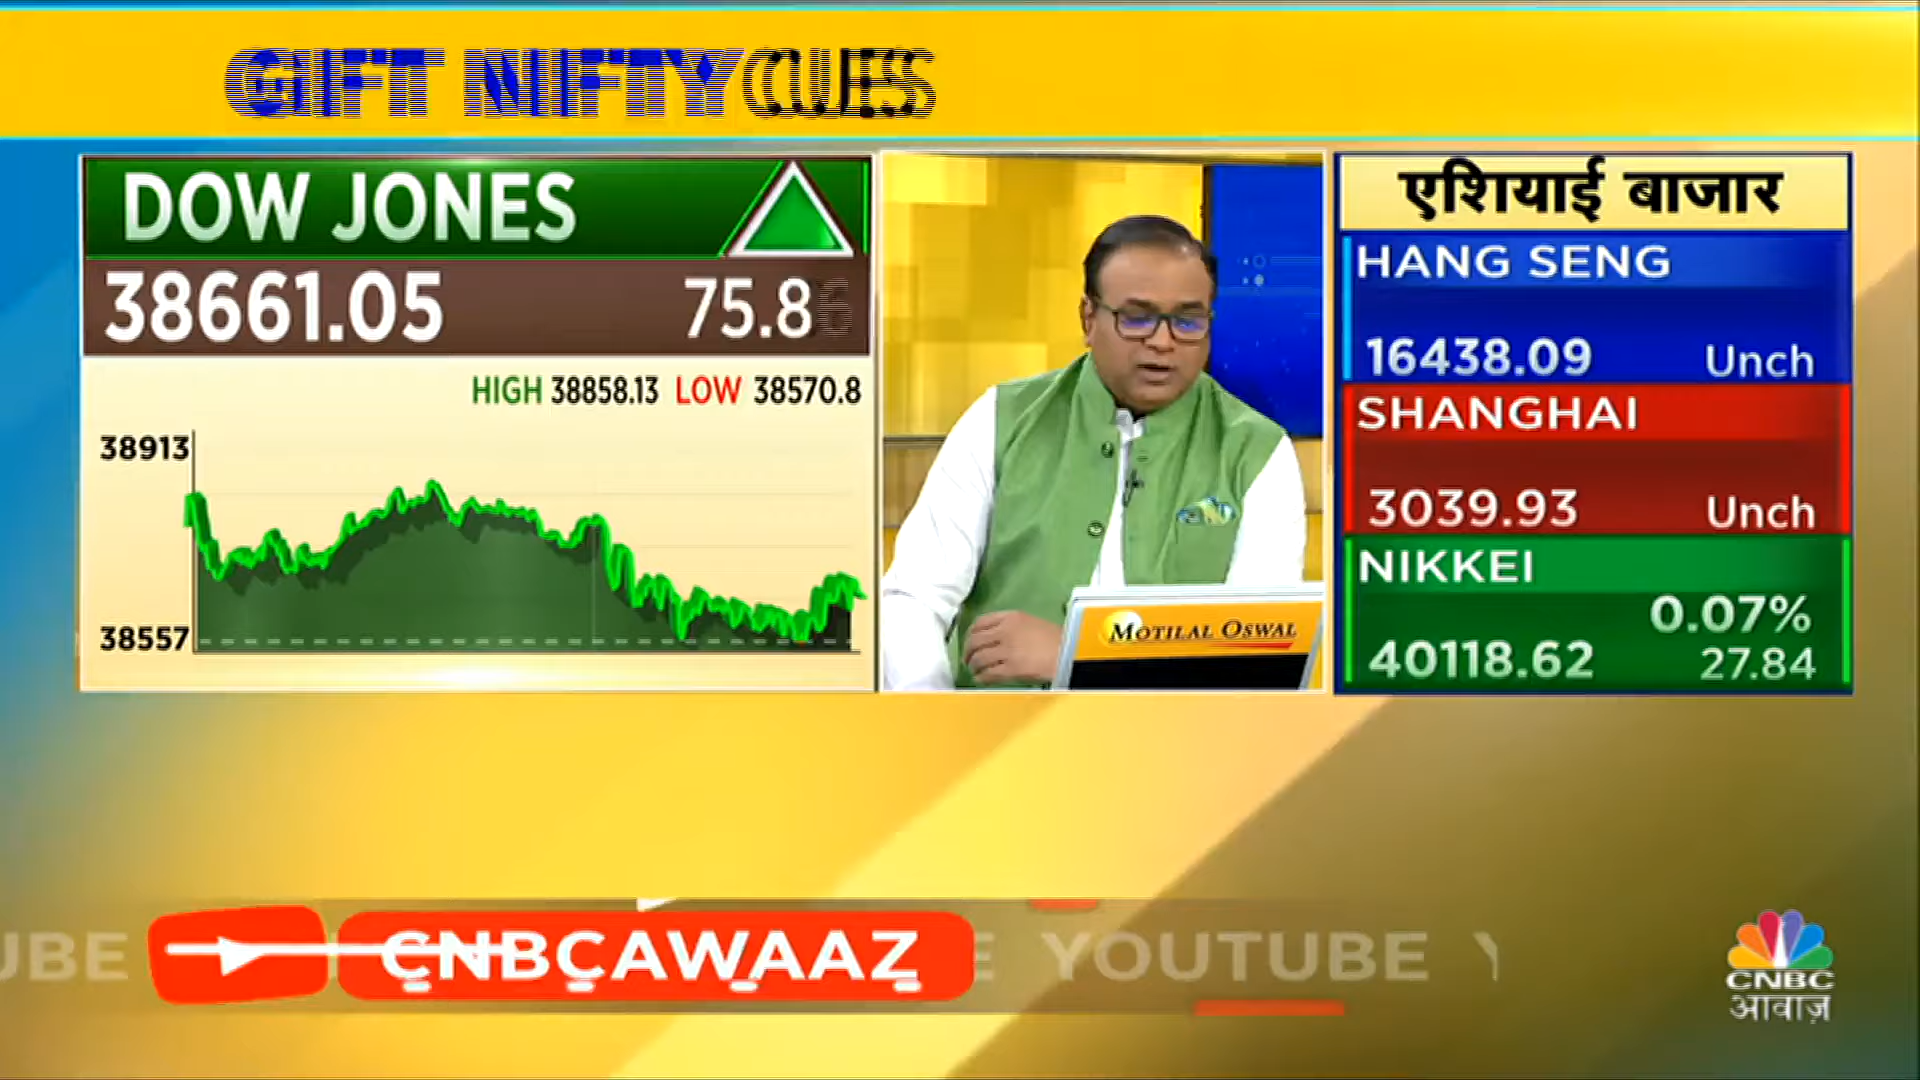 GIFT NIFTY CUES
DOW JONES
38661.05 75.86
HIGH 38858.13 LOW 38570.8
38913
38557
MOTILAL OSWAL
एशियाई बाजार
HANG SENG
16438.09 Unch
SHANGHAI
3039.93 Unch
NIKKEI
0.07%
40118.62 27.84
UBE CNBCAWAAZ E YOUTUBE Y
CNBC
आवाज़